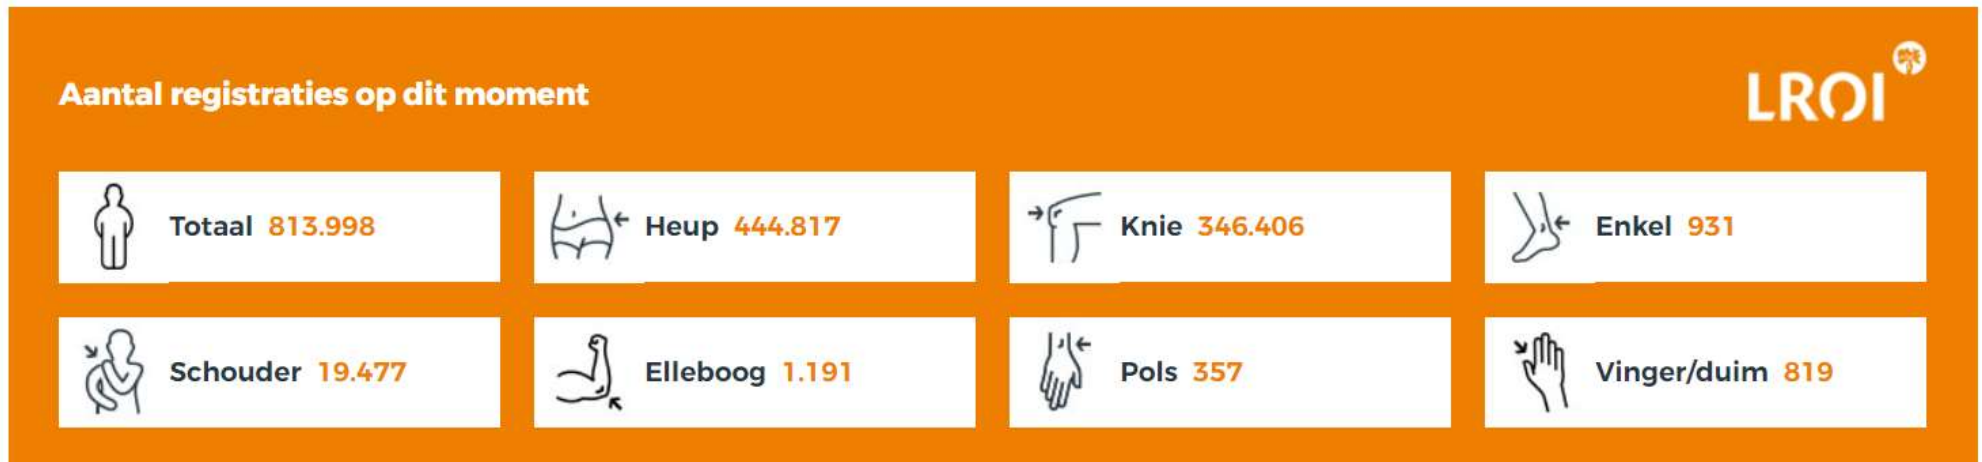 Aantal registraties op dit moment
LROI
Totaal 813.998
Heup 444.817
Knie 346.406
Enkel 931
Schouder 19.477
Elleboog 1.191
Pols 357
Vinger/duim 819